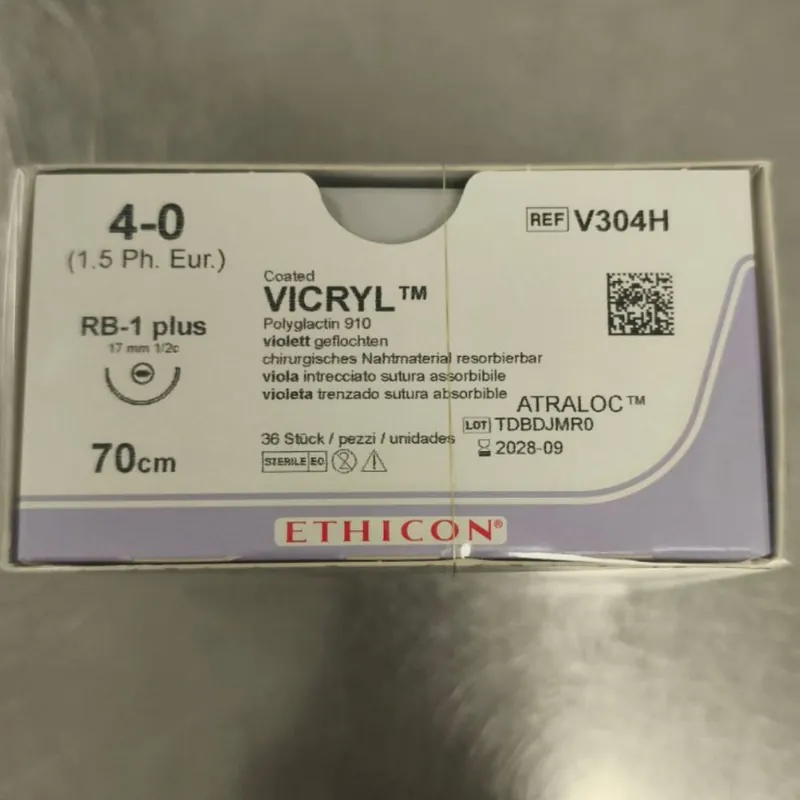 4-0
(1.5 Ph. Eur.)
RB-1 plus
17 mm 1/2c
70cm
Coated
VICRYL™
Polyglactin 910
violett geflochten
chirurgisches Nahtmaterial resorbierbar
viola intrecciato sutura assorbibile
violeta trenzado sutura absorbible
36 Stück / pezzi / unidades
STERILE EO
REF V304H
ATRALOC™
LOT TDBDJMR0
2028-09
ETHICON®